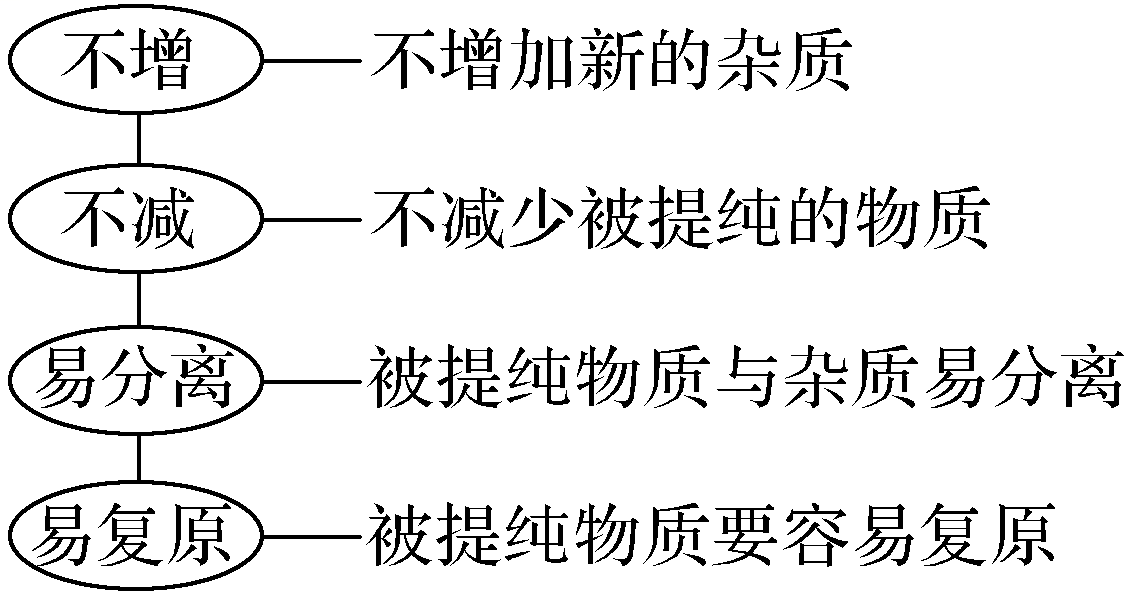 不增 不增加新的杂质
不减 不减少被提纯的物质
易分离 被提纯物质与杂质易分离
易复原 被提纯物质要容易复原